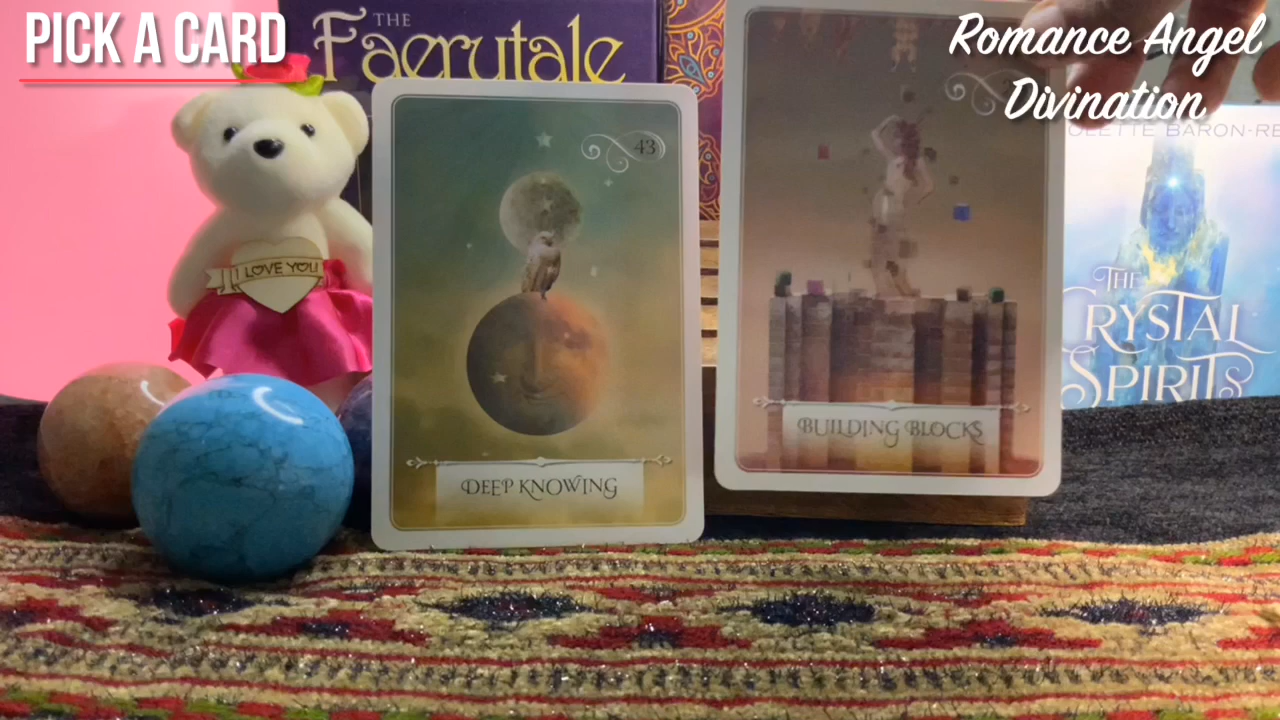 PICK A CARD
Romance Angel
Divination
THE
Faerytale
43
DEEP KNOWING
BUILDING BLOCKS
I LOVE YOU!
OLETTE BARON-RE
THE
CRYSTAL
SPIRITS